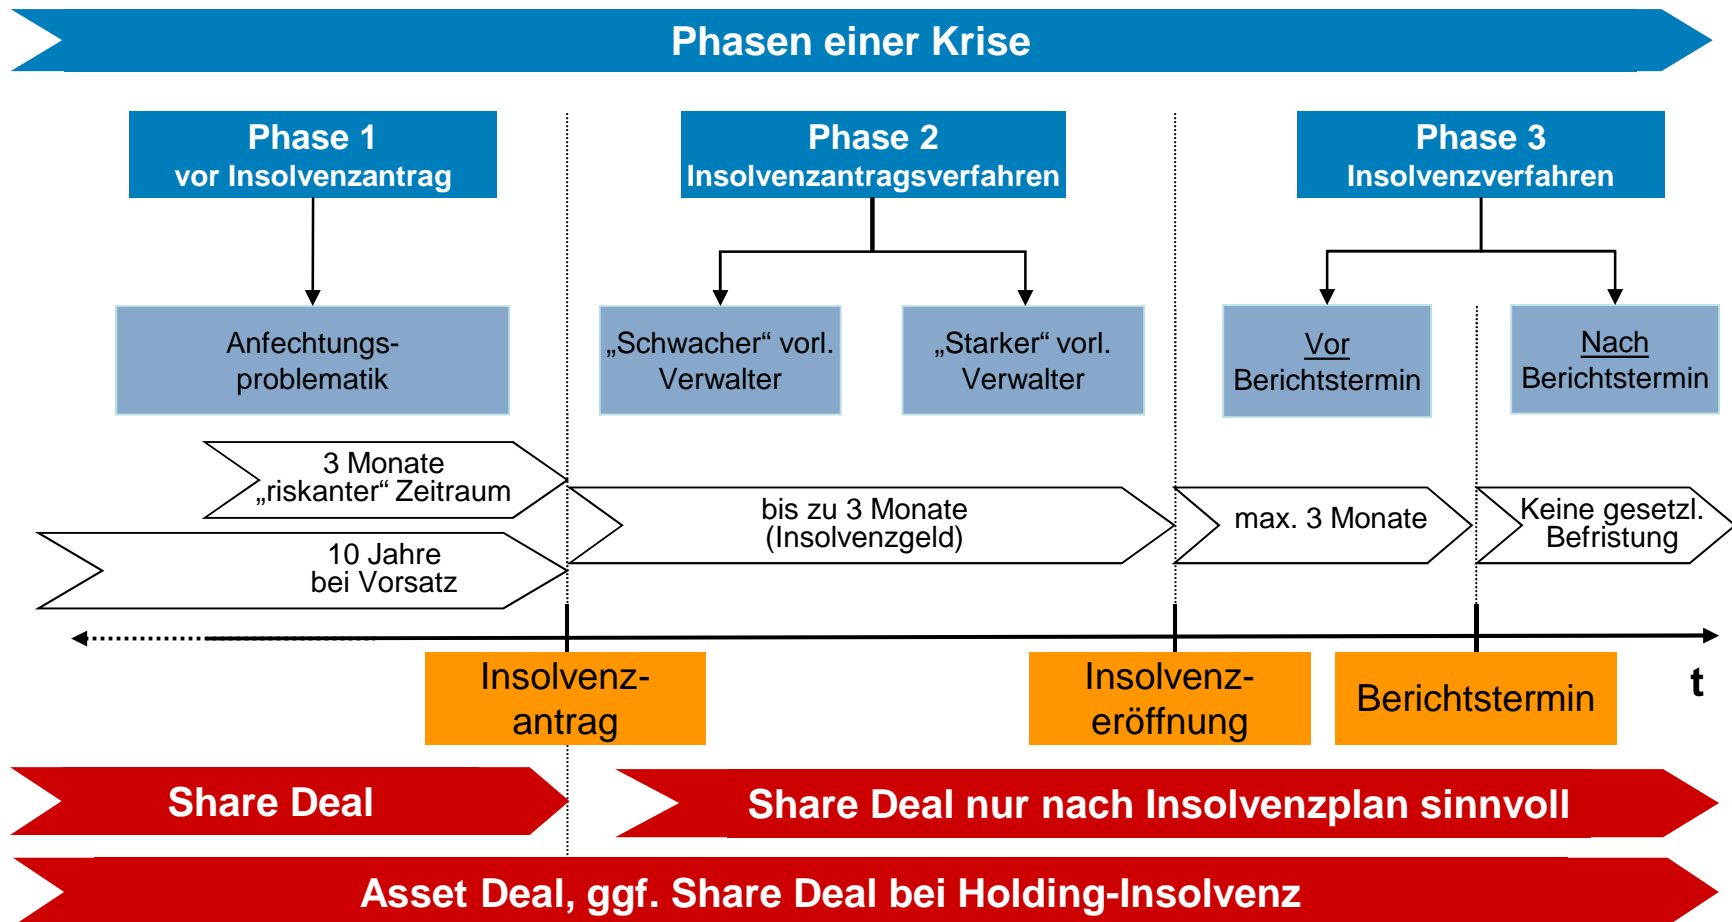 Phasen einer Krise
Phase 1
vor Insolvenzantrag
Phase 2
Insolvenzantragsverfahren
Phase 3
Insolvenzverfahren
Anfechtungs-
problematik
„Schwacher“ vorl.
Verwalter
„Starker“ vorl.
Verwalter
Vor
Berichtstermin
Nach
Berichtstermin
3 Monate
„riskanter“ Zeitraum
10 Jahre
bei Vorsatz
bis zu 3 Monate
(Insolvenzgeld)
max. 3 Monate
Keine gesetzl.
Befristung
Insolvenz-
antrag
Insolvenz-
eröffnung
Berichtstermin
t
Share Deal
Share Deal nur nach Insolvenzplan sinnvoll
Asset Deal, ggf. Share Deal bei Holding-Insolvenz